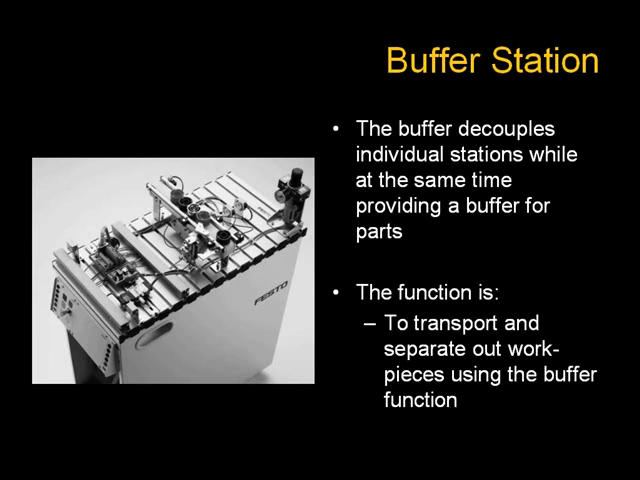 Buffer Station
• The buffer decouples
individual stations while
at the same time
providing a buffer for
parts
• The function is:
– To transport and
separate out work-
pieces using the buffer
function
FESTO